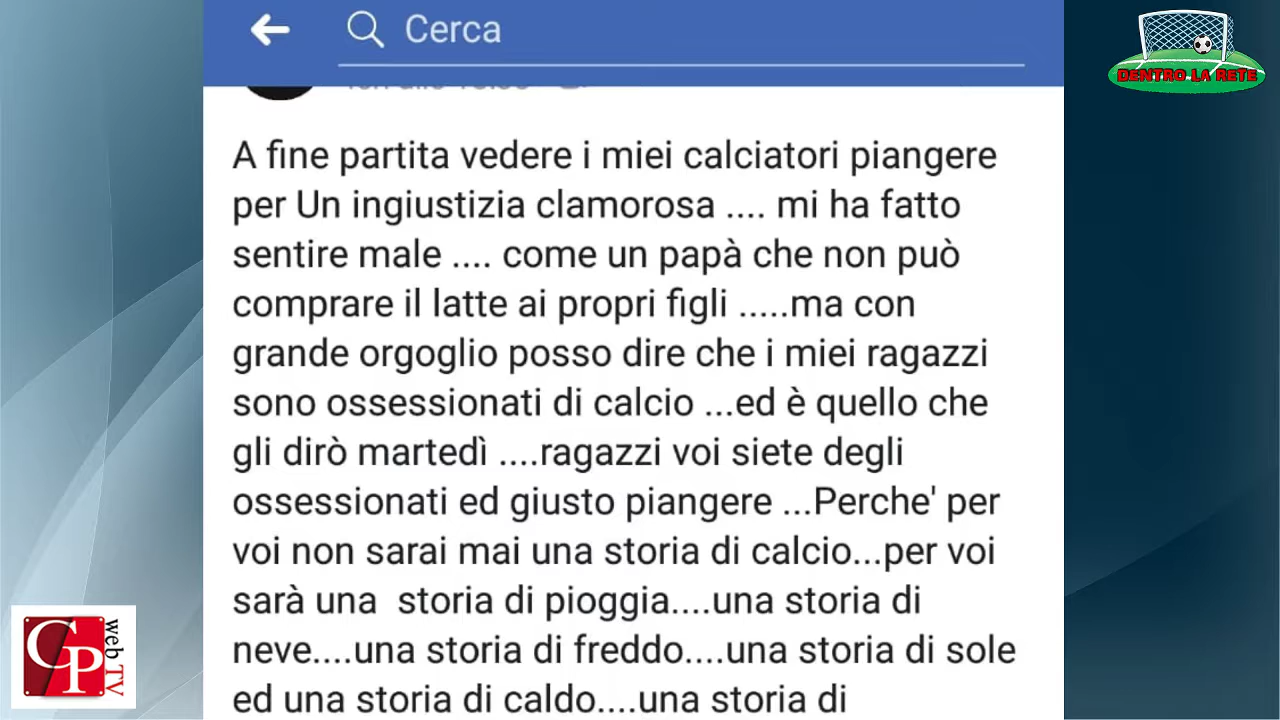 Cerca
DENTRO LA RETE
A fine partita vedere i miei calciatori piangere
per Un ingiustizia clamorosa .... mi ha fatto
sentire male .... come un papà che non può
comprare il latte ai propri figli .....ma con
grande orgoglio posso dire che i miei ragazzi
sono ossessionati di calcio ...ed è quello che
gli dirò martedì ....ragazzi voi siete degli
ossessionati ed giusto piangere ...Perche' per
voi non sarai mai una storia di calcio...per voi
sarà una  storia di pioggia....una storia di
neve....una storia di freddo....una storia di sole
ed una storia di caldo....una storia di
CP
web TV